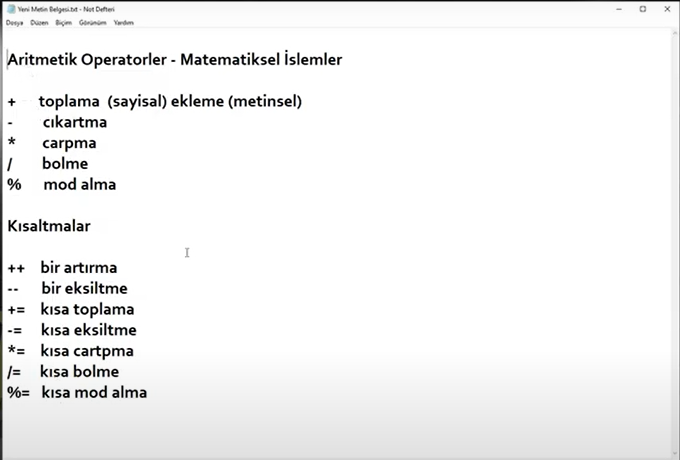 Yeni Metin Belgesi.txt - Not Defteri
Dosya Düzen Biçim Görünüm Yardım
Aritmetik Operatorler - Matematiksel İslemler
+ toplama (sayisal) ekleme (metinsel)
- cıkartma
* carpma
/ bolme
% mod alma
Kısaltmalar
++ bir artırma
-- bir eksiltme
+= kısa toplama
-= kısa eksiltme
*= kısa cartpma
/= kısa bolme
%= kısa mod alma